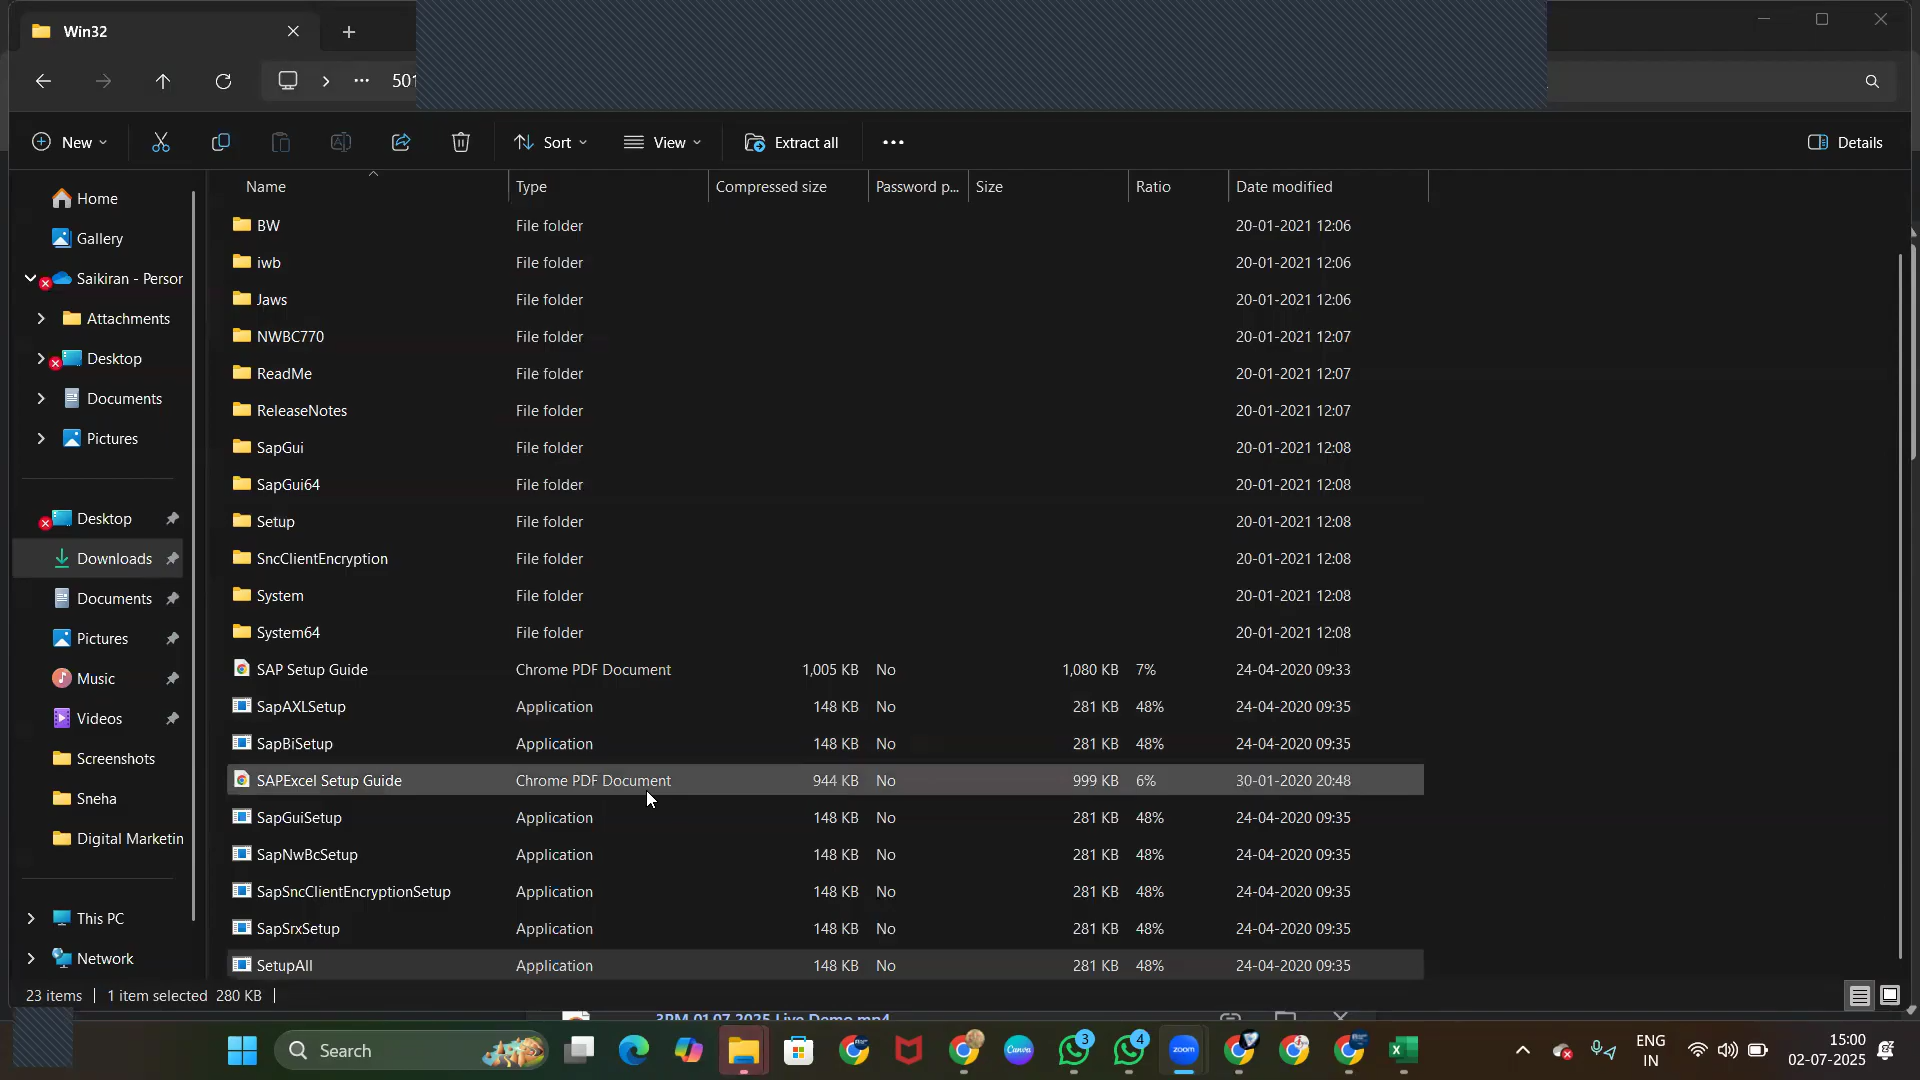 Win32
501
New Sort View Extract all Details
Name Type Compressed size Password p... Size Ratio Date modified
Home
Gallery
Saikiran - Persor
Attachments
Desktop
Documents
Pictures
Desktop
Downloads
Documents
Pictures
Music
Videos
Screenshots
Sneha
Digital Marketin
This PC
Network
BW File folder 20-01-2021 12:06
iwb File folder 20-01-2021 12:06
Jaws File folder 20-01-2021 12:06
NWBC770 File folder 20-01-2021 12:07
ReadMe File folder 20-01-2021 12:07
ReleaseNotes File folder 20-01-2021 12:07
SapGui File folder 20-01-2021 12:08
SapGui64 File folder 20-01-2021 12:08
Setup File folder 20-01-2021 12:08
SncClientEncryption File folder 20-01-2021 12:08
System File folder 20-01-2021 12:08
System64 File folder 20-01-2021 12:08
SAP Setup Guide Chrome PDF Document 1,005 KB No 1,080 KB 7% 24-04-2020 09:33
SapAXLSetup Application 148 KB No 281 KB 48% 24-04-2020 09:35
SapBiSetup Application 148 KB No 281 KB 48% 24-04-2020 09:35
SAPExcel Setup Guide Chrome PDF Document 944 KB No 999 KB 6% 30-01-2020 20:48
SapGuiSetup Application 148 KB No 281 KB 48% 24-04-2020 09:35
SapNwBcSetup Application 148 KB No 281 KB 48% 24-04-2020 09:35
SapSncClientEncryptionSetup Application 148 KB No 281 KB 48% 24-04-2020 09:35
SapSrxSetup Application 148 KB No 281 KB 48% 24-04-2020 09:35
SetupAll Application 148 KB No 281 KB 48% 24-04-2020 09:35
23 items 1 item selected 280 KB
3PM 01.07.2025 Live Demo.mp4
Search Canva 3 4 zoom ENG 15:00
IN 02-07-2025